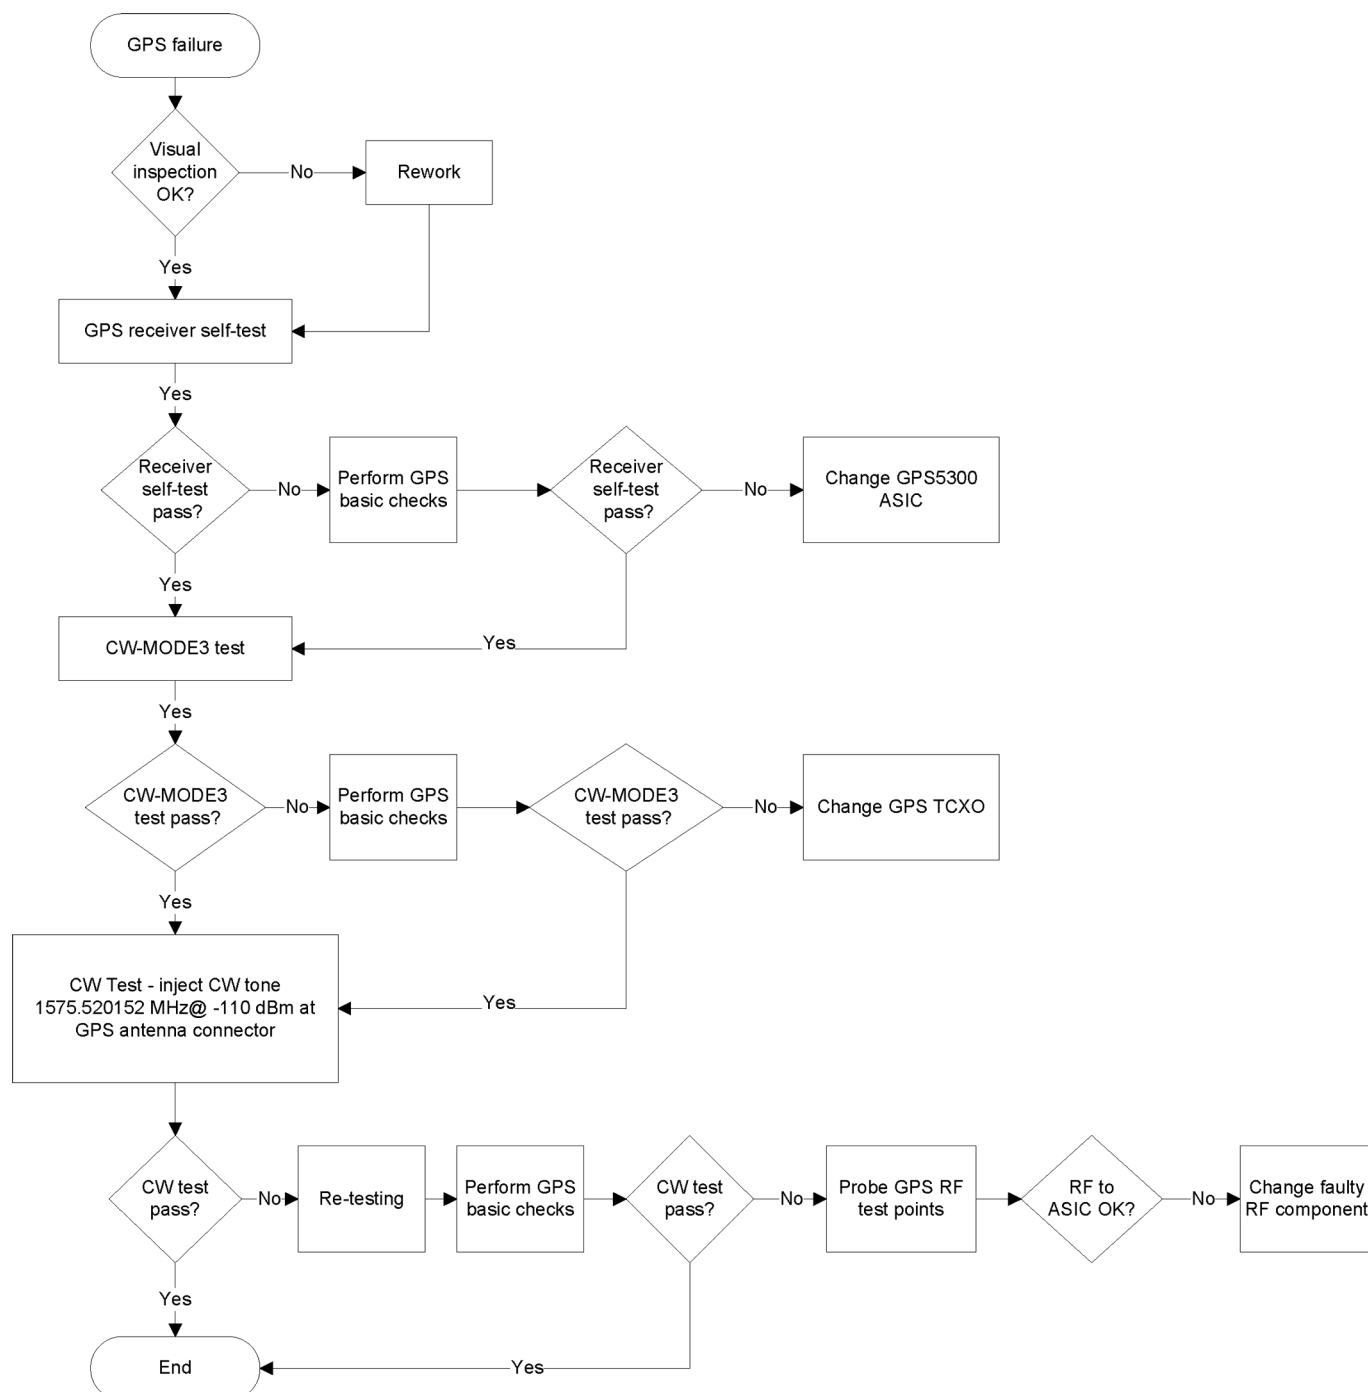 GPS failure
Visual
inspection
OK?
No
Rework
Yes
GPS receiver self-test
Yes
Receiver
self-test
pass?
No
Perform GPS
basic checks
Receiver
self-test
pass?
No
Change GPS5300
ASIC
Yes
CW-MODE3 test
Yes
Yes
CW-MODE3
test pass?
No
Perform GPS
basic checks
CW-MODE3
test pass?
No
Change GPS TCXO
Yes
CW Test - inject CW tone
1575.520152 MHz@ -110 dBm at
GPS antenna connector
Yes
CW test
pass?
No
Re-testing
Perform GPS
basic checks
CW test
pass?
No
Probe GPS RF
test points
RF to
ASIC OK?
No
Change faulty
RF component
Yes
End
Yes